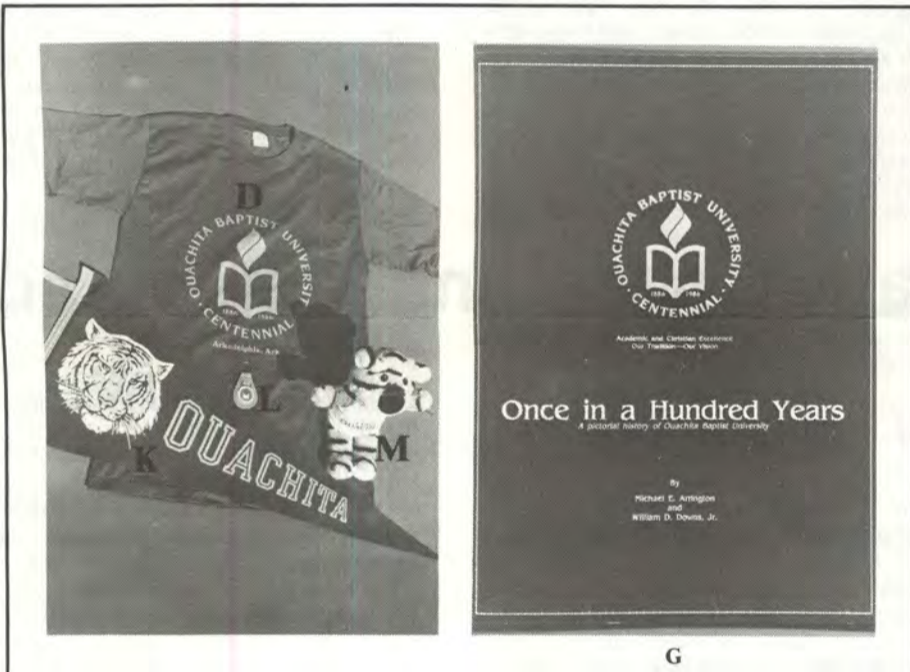 D
OUACHITA BAPTIST UNIVERSITY
1886 1986
· CENTENNIAL ·
Arkadelphia, Ark
L
K
M
OUACHITA
OUACHITA BAPTIST UNIVERSITY
1886 1986
· CENTENNIAL ·
Academic and Christian Excellence
Our Tradition—Our Vision
Once in a Hundred Years
A pictorial history of Ouachita Baptist University
By
Michael E. Arrington
and
William D. Downs, Jr.
G